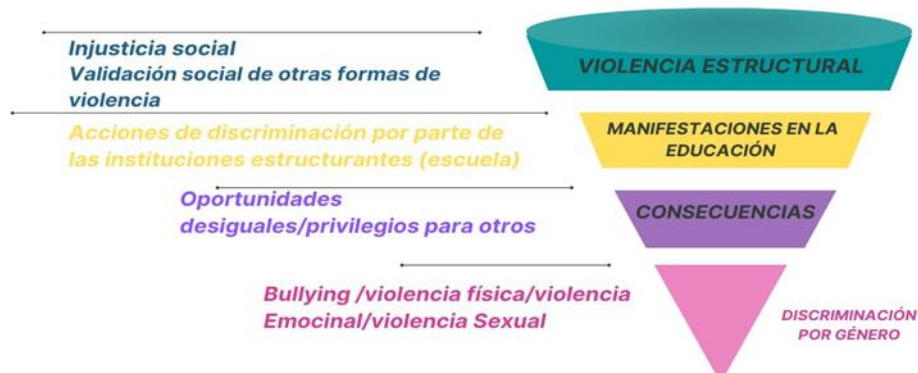 Injusticia social
Validación social de otras formas de
violencia
VIOLENCIA ESTRUCTURAL
Acciones de discriminación por parte de
las instituciones estructurantes (escuela)
MANIFESTACIONES EN LA
EDUCACIÓN
Oportunidades
desiguales/privilegios para otros
CONSECUENCIAS
Bullying /violencia física/violencia
Emocinal/violencia Sexual
DISCRIMINACIÓN
POR GÉNERO